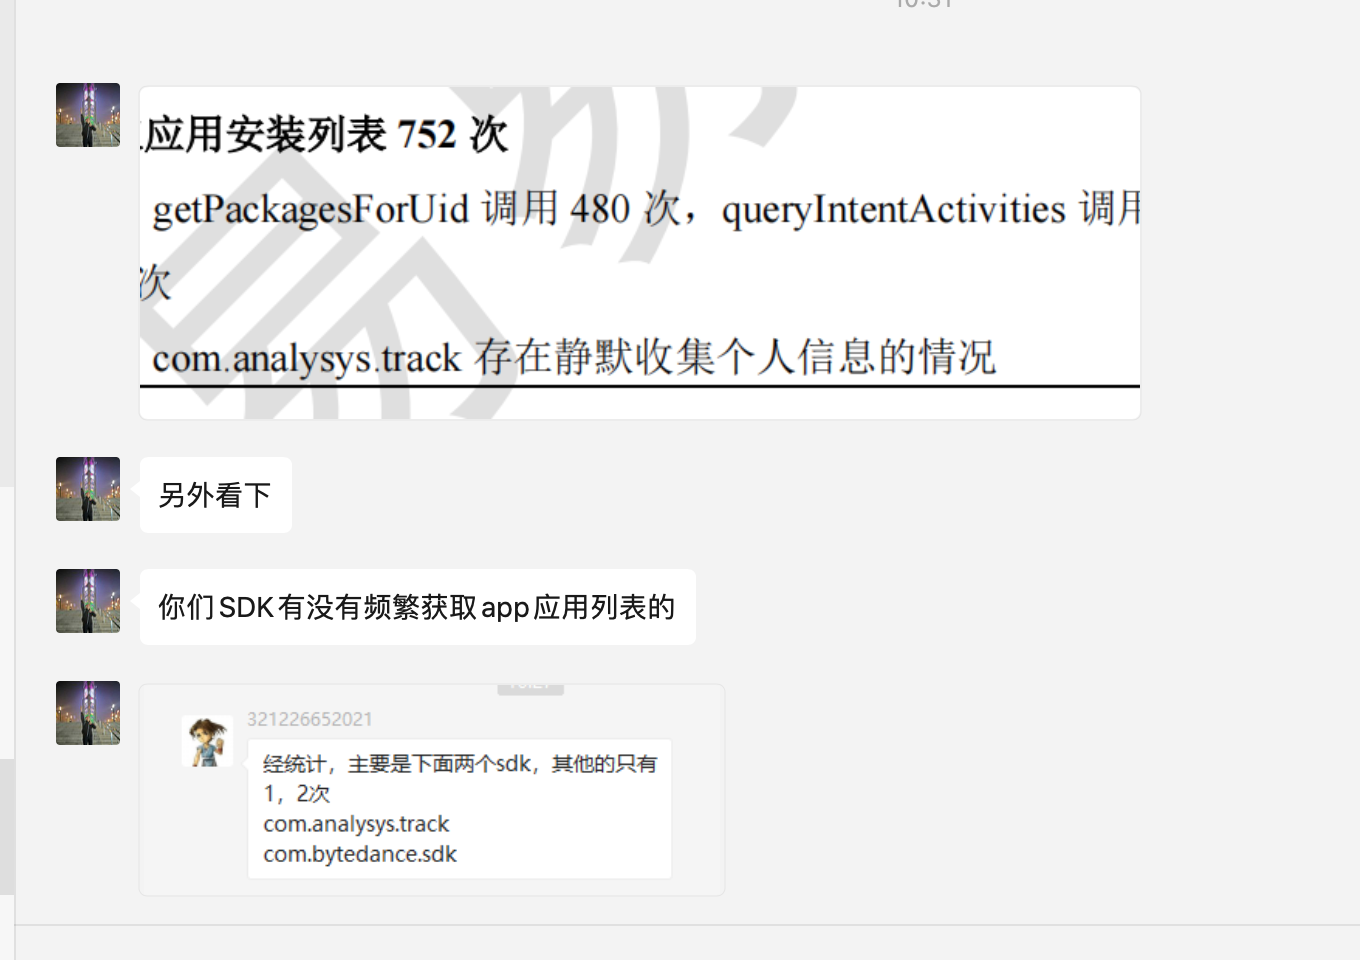 应用安装列表 752 次
getPackagesForUid 调用 480 次，queryIntentActivities 调用
次
com.analysys.track 存在静默收集个人信息的情况
另外看下
你们SDK有没有频繁获取app应用列表的
321226652021
经统计，主要是下面两个sdk，其他的只有
1，2次
com.analysys.track
com.bytedance.sdk